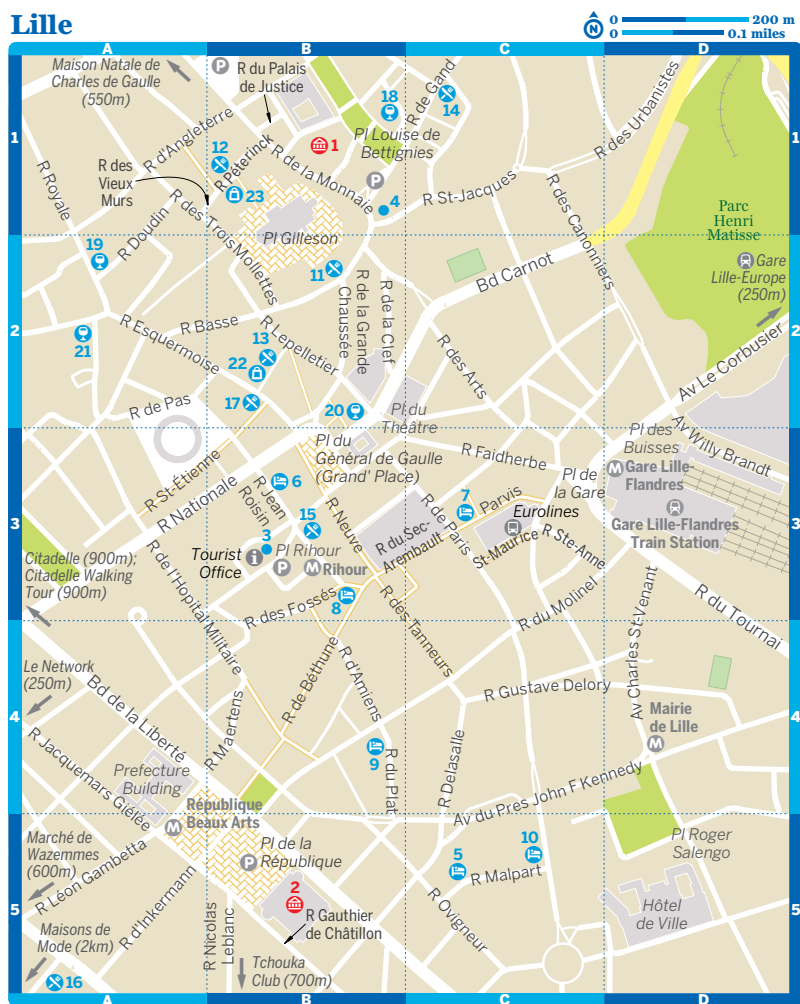 Lille
N
0 200 m
0 0.1 miles
A B C D
1
2
3
4
5
1
2
3
4
5
A B C D
Maison Natale de
Charles de Gaulle
(550m)
P
R du Palais
de Justice
18
R de Gand
14
R des Urbanistes
R d'Angleterre
12
R Péterinck
1
Pl Louise de
Bettignies
R de la Monnaie
P
4
R St-Jacques
R des Canonniers
R Royale
R des
Vieux
Murs
23
Pl Gilleson
Parc
Henri
Matisse
R Doudin
R des Trois Mollettes
19
11
Bd Carnot
Gare
Lille-Europe
(250m)
R de la Grande
Chaussée
R de la Clef
21
R Esquermoise
R Basse
13
R Lepelletier
22
R des Arts
Av Le Corbusier
R de Pas
17
20
Pl du
Théâtre
Pl du
Général de Gaulle
(Grand' Place)
R Faidherbe
Pl des
Buisses
Av Willy Brandt
M Gare Lille-
Flandres
R St-Étienne
R Nationale
6
R Jean
Roisin
R Neuve
15
7
Pl de
la Gare
Parvis
St-Maurice
Eurolines
Gare Lille-Flandres
Train Station
R de Paris
R du Sec-
Arembault
R Ste-Anne
3
Tourist
Office
i
Pl Rihour
P
M Rihour
Citadelle (900m);
Citadelle Walking
Tour (900m)
R de l'Hopital Militaire
R des Fossés
8
R des Tanneurs
R du Molinel
Av Charles St-Venant
R du Tournai
Le Network
(250m)
Bd de la Liberté
R Maertens
R de Béthune
R d'Amiens
R Gustave Delory
Mairie
de Lille
M
R Jacquemars Giélée
Prefecture
Building
9
R du Plat
R Delasalle
République
Beaux Arts
M
Av du Pres John F Kennedy
Marché de
Wazemmes
(600m)
R Léon Gambetta
Pl de la
République
P
5
10
R Malpart
Pl Roger
Salengo
Maisons de
Mode (2km)
R d'Inkermann
R Nicolas
Leblanc
2
R Gauthier
de Châtillon
R Ovigneur
Hôtel
de Ville
16
Tchouka
Club (700m)